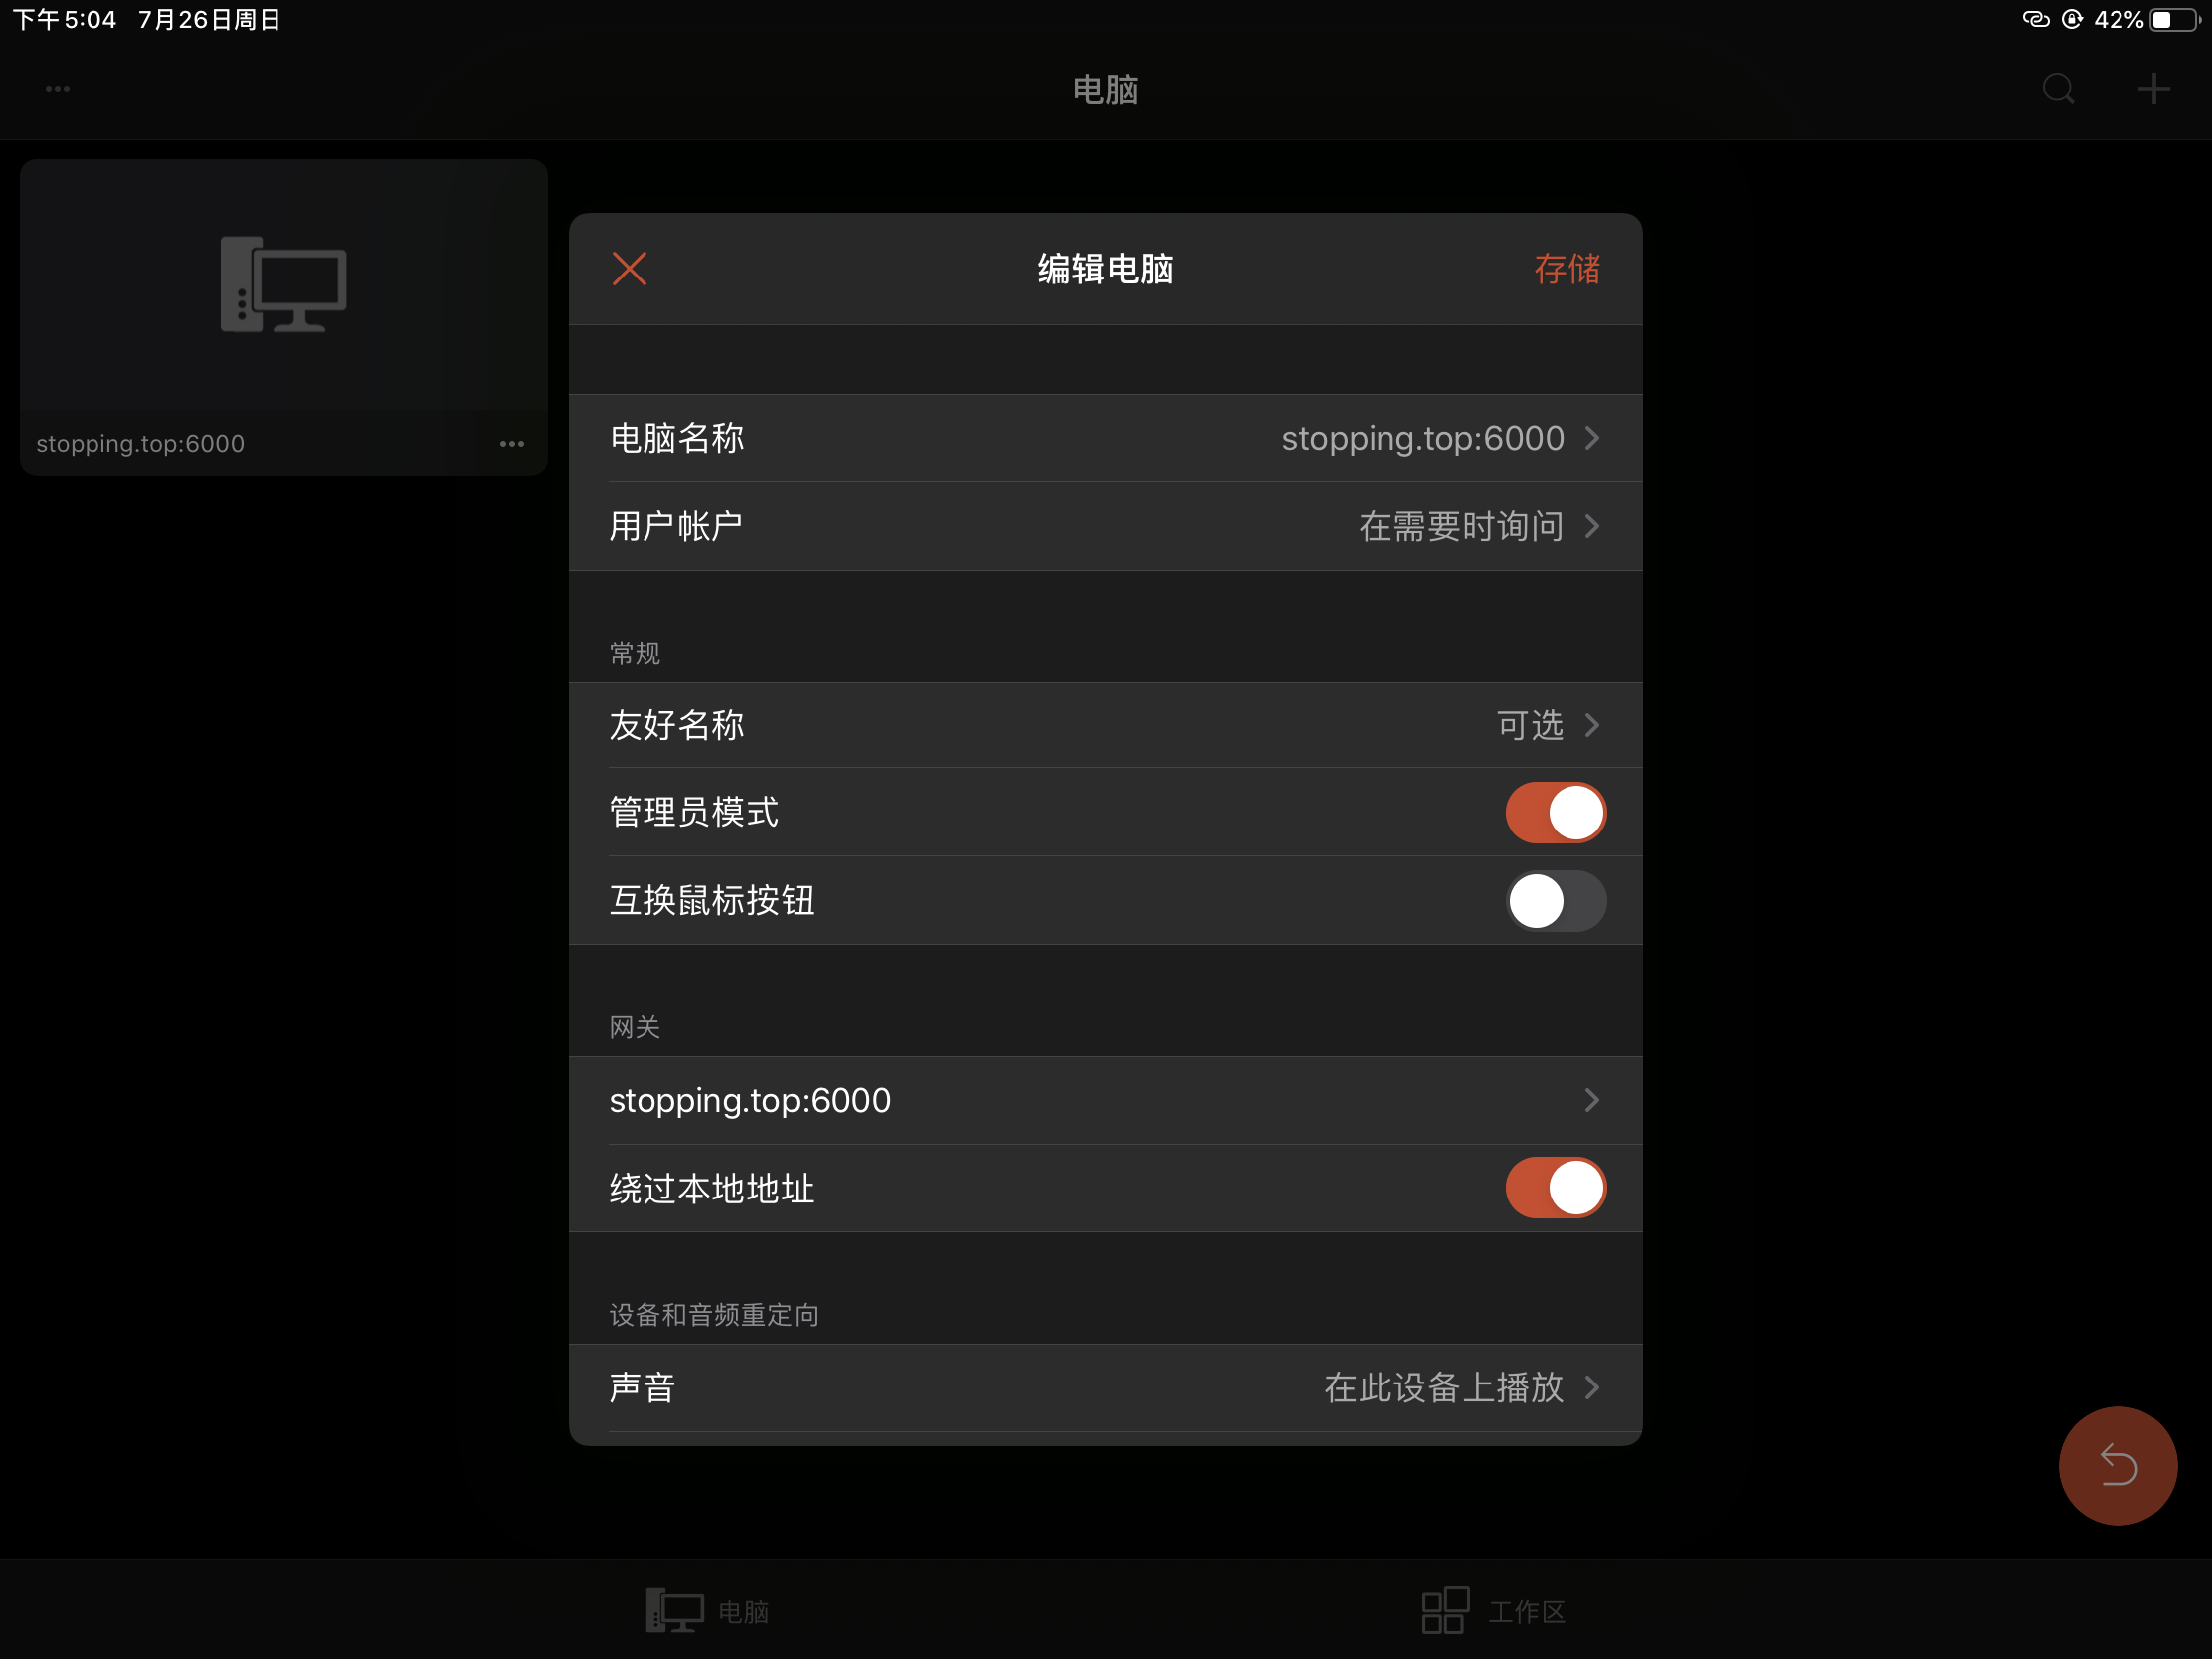 下午5:04 7月26日周日 42%
电脑
stopping.top:6000
编辑电脑 存储
电脑名称 stopping.top:6000
用户帐户 在需要时询问
常规
友好名称 可选
管理员模式
互换鼠标按钮
网关
stopping.top:6000
绕过本地地址
设备和音频重定向
声音 在此设备上播放
电脑 工作区